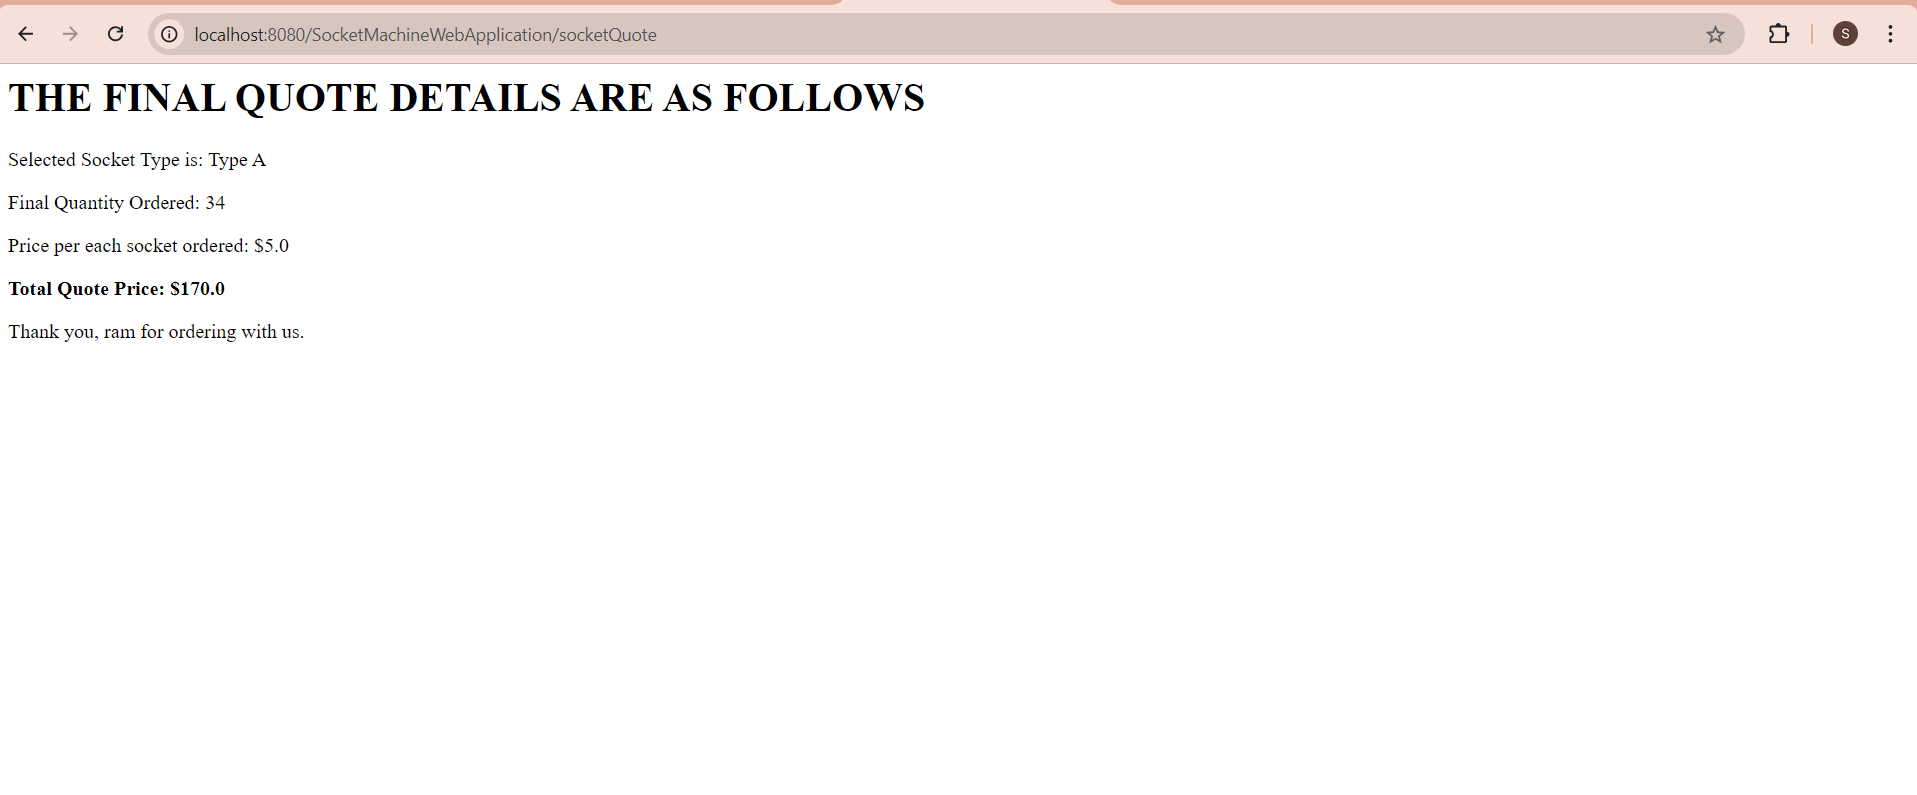 localhost:8080/SocketMachineWebApplication/socketQuote
S
THE FINAL QUOTE DETAILS ARE AS FOLLOWS
Selected Socket Type is: Type A
Final Quantity Ordered: 34
Price per each socket ordered: $5.0
Total Quote Price: $170.0
Thank you, ram for ordering with us.